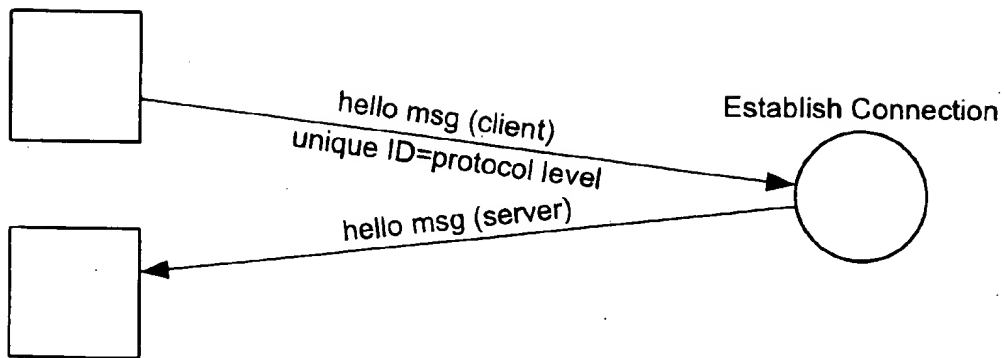 hello msg (client)
unique ID=protocol level
Establish Connection
hello msg (server)